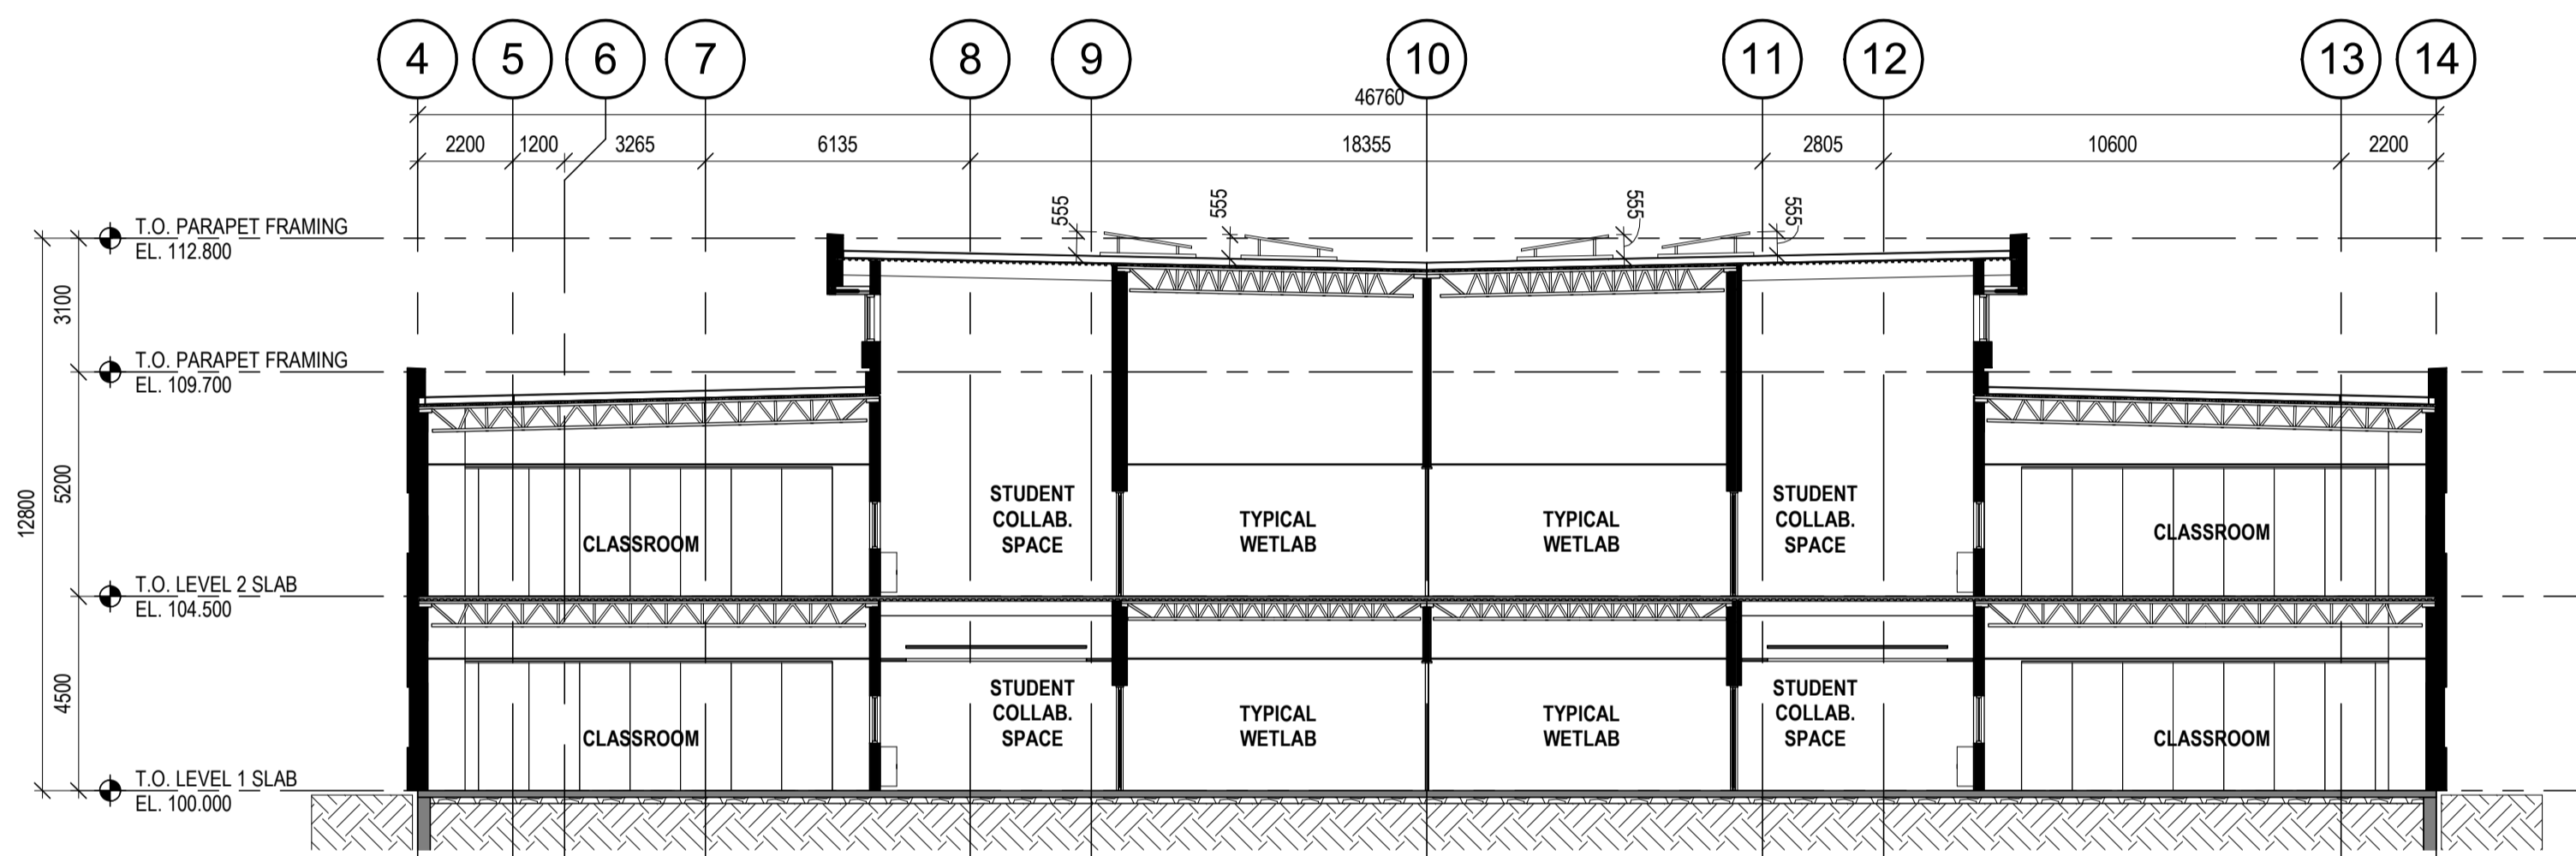 4 5 6 7 8 9 10 11 12 13 14
46760
2200 1200 3265 6135 18355 2805 10600 2200
555 555 555 555
T.O. PARAPET FRAMING
EL. 112.800
3100
T.O. PARAPET FRAMING
EL. 109.700
12800
5200
STUDENT
COLLAB.
SPACE
TYPICAL
WETLAB
TYPICAL
WETLAB
STUDENT
COLLAB.
SPACE
CLASSROOM
CLASSROOM
T.O. LEVEL 2 SLAB
EL. 104.500
4500
STUDENT
COLLAB.
SPACE
TYPICAL
WETLAB
TYPICAL
WETLAB
STUDENT
COLLAB.
SPACE
CLASSROOM
CLASSROOM
T.O. LEVEL 1 SLAB
EL. 100.000